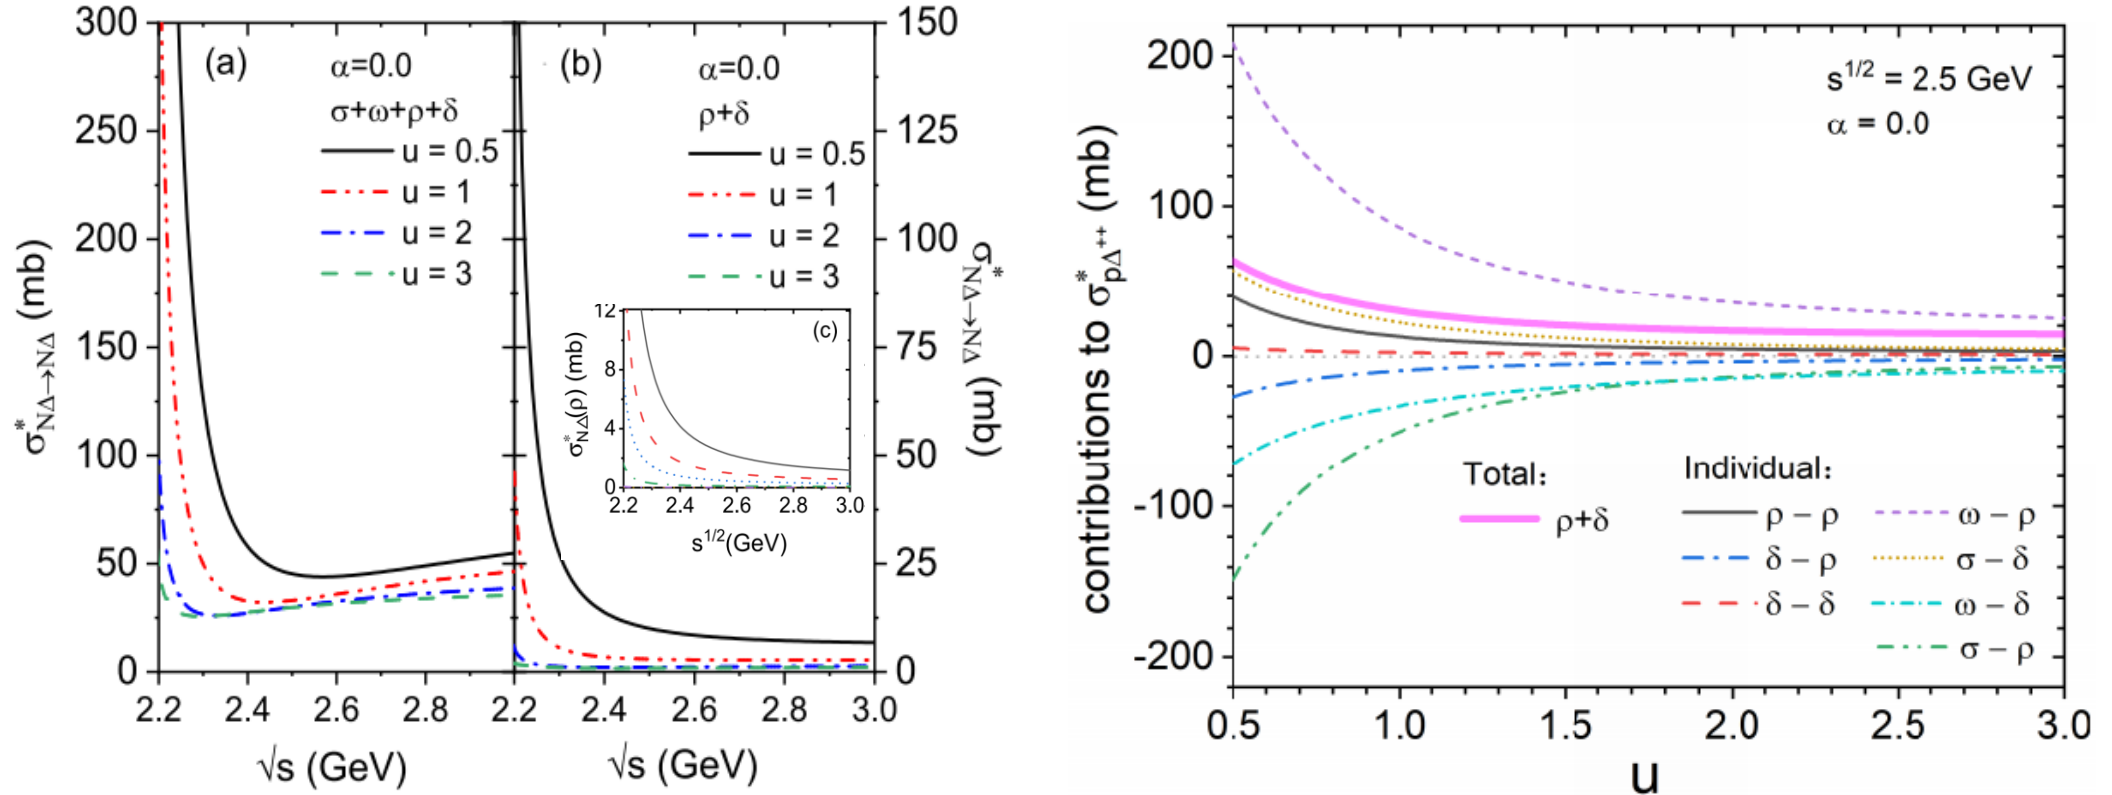 300
250
200
150
100
50
0
σ*NΔ→NΔ (mb)
(a)
α=0.0
σ+ω+ρ+δ
u = 0.5
u = 1
u = 2
u = 3
2.2 2.4 2.6 2.8
√s (GeV)
(b)
α=0.0
ρ+δ
u = 0.5
u = 1
u = 2
u = 3
12
8
4
0
σ*NΔ(ρ) (mb)
(c)
2.2 2.4 2.6 2.8 3.0
s1/2(GeV)
2.2 2.4 2.6 2.8 3.0
√s (GeV)
150
125
100
75
50
25
0
σ*NΔ→NΔ (mb)
200
100
0
-100
-200
contributions to σ*pΔ++ (mb)
s1/2 = 2.5 GeV
α = 0.0
Total:
ρ+δ
Individual:
ρ – ρ
ω – ρ
δ – ρ
σ – δ
δ – δ
ω – δ
σ – ρ
0.5 1.0 1.5 2.0 2.5 3.0
u